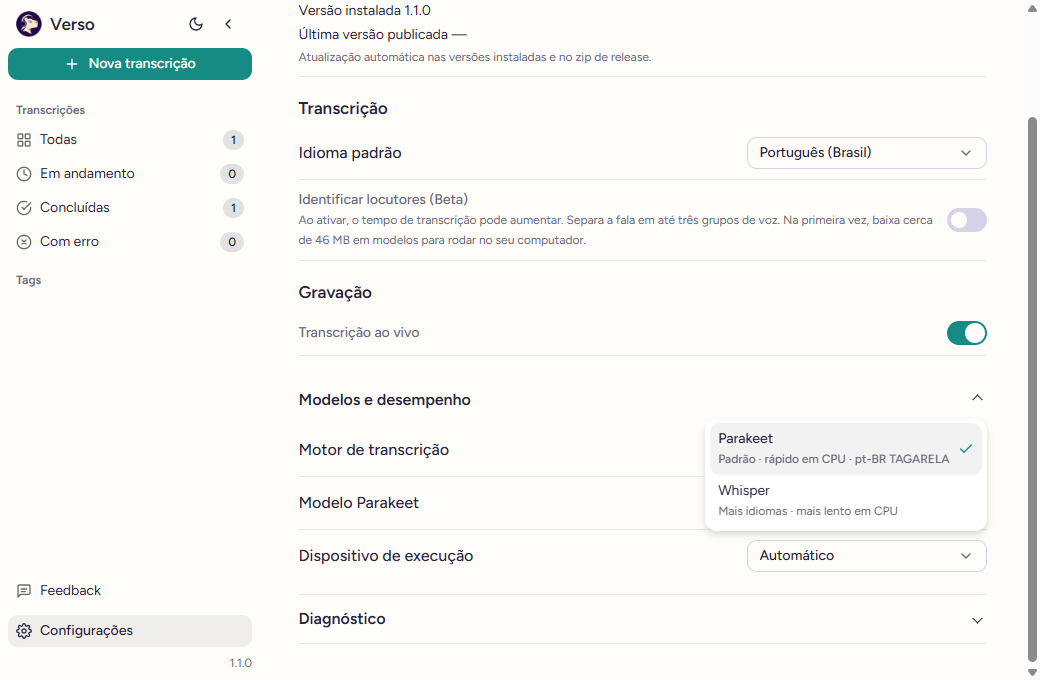 Verso
Nova transcrição
Transcrições
Todas 1
Em andamento 0
Concluídas 1
Com erro 0
Tags
Feedback
Configurações
1.1.0
Versão instalada 1.1.0
Última versão publicada —
Atualização automática nas versões instaladas e no zip de release.
Transcrição
Idioma padrão
Português (Brasil)
Identificar locutores (Beta)
Ao ativar, o tempo de transcrição pode aumentar. Separa a fala em até três grupos de voz. Na primeira vez, baixa cerca
de 46 MB em modelos para rodar no seu computador.
Gravação
Transcrição ao vivo
Modelos e desempenho
Motor de transcrição
Parakeet
Padrão · rápido em CPU · pt-BR TAGARELA
Whisper
Mais idiomas · mais lento em CPU
Modelo Parakeet
Dispositivo de execução
Automático
Diagnóstico